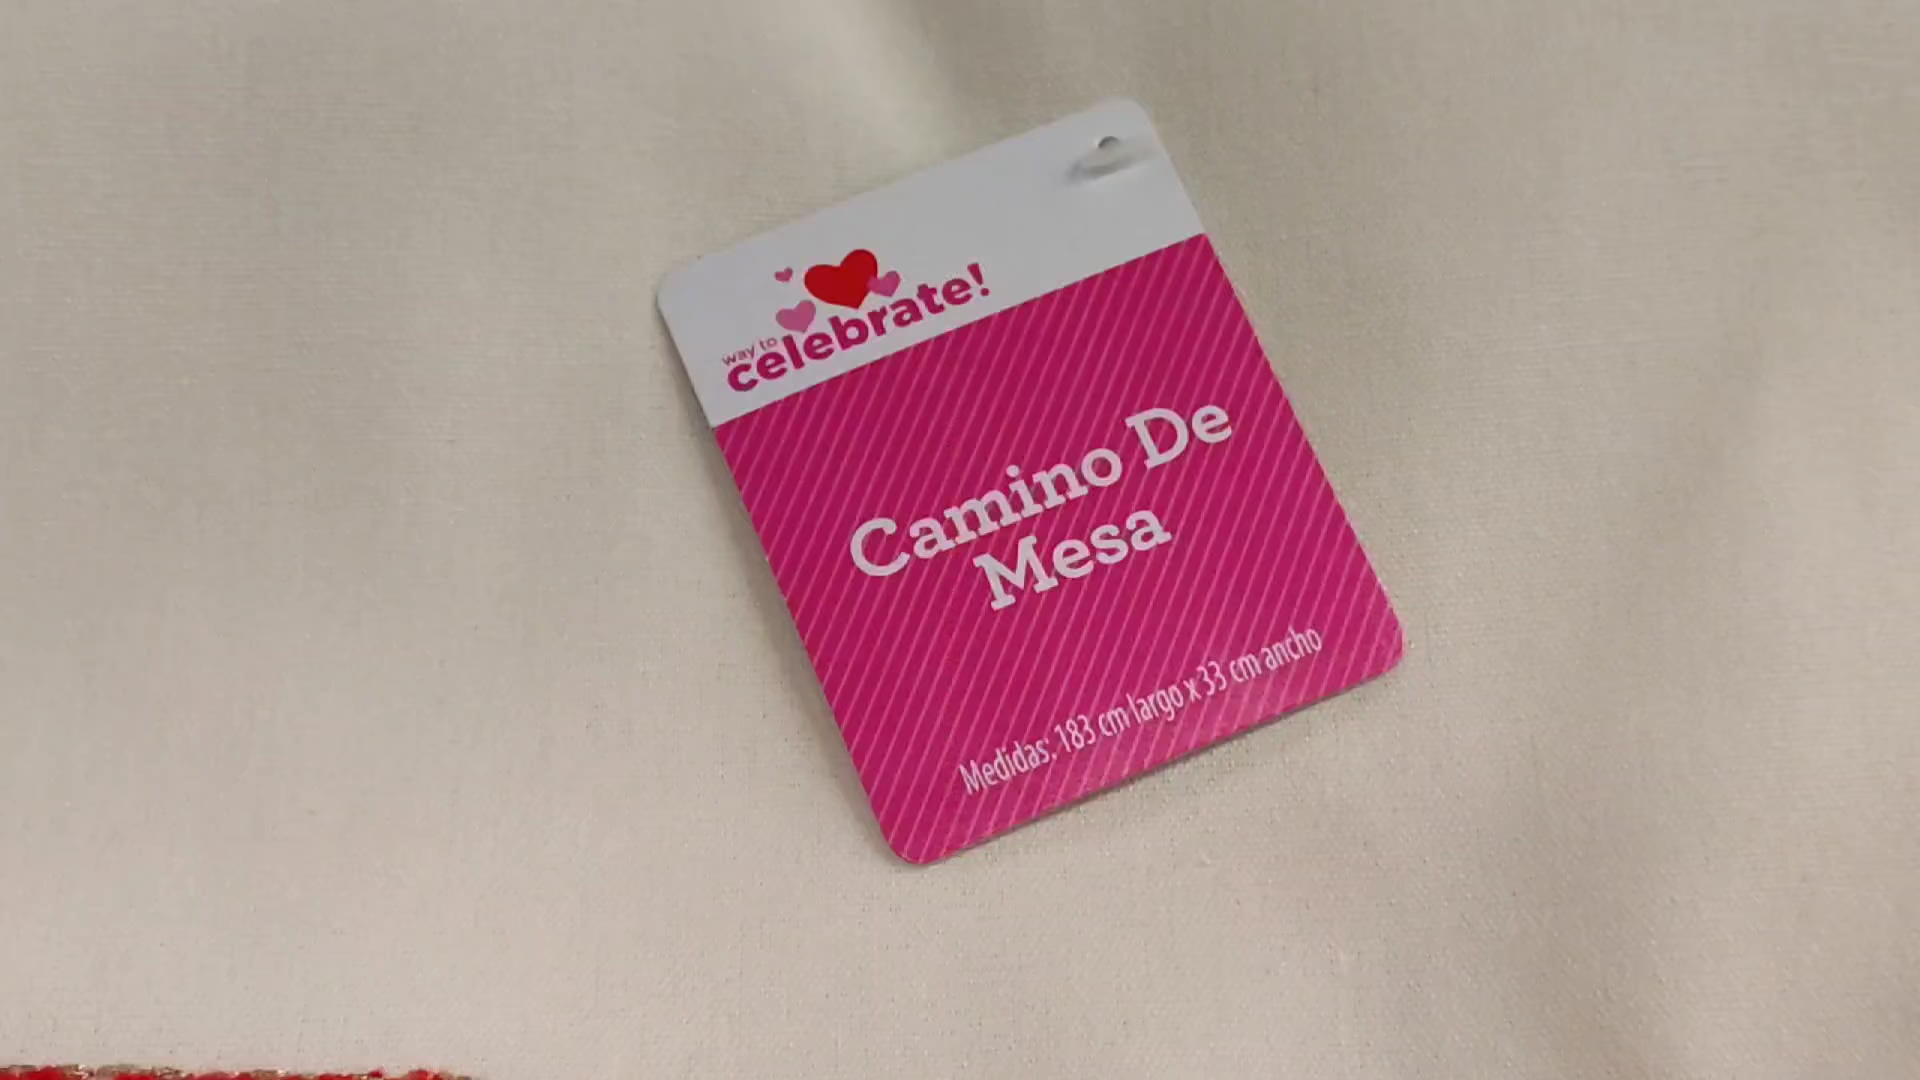 way to
celebrate!
Camino De
Mesa
Medidas: 183 cm largo x 33 cm ancho